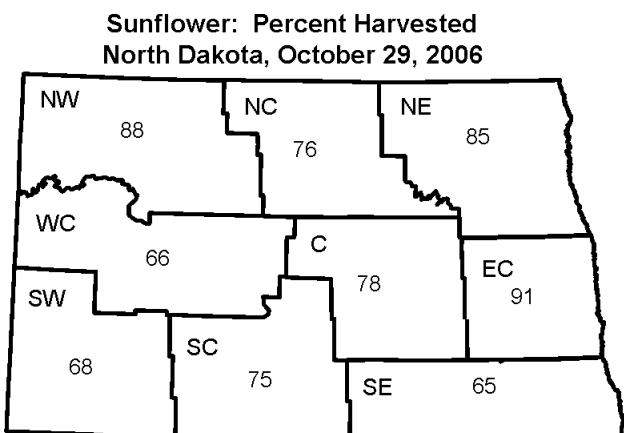 Sunflower: Percent Harvested
North Dakota, October 29, 2006
NW
88
NC
76
NE
85
WC
66
C
78
EC
91
SW
68
SC
75
SE
65